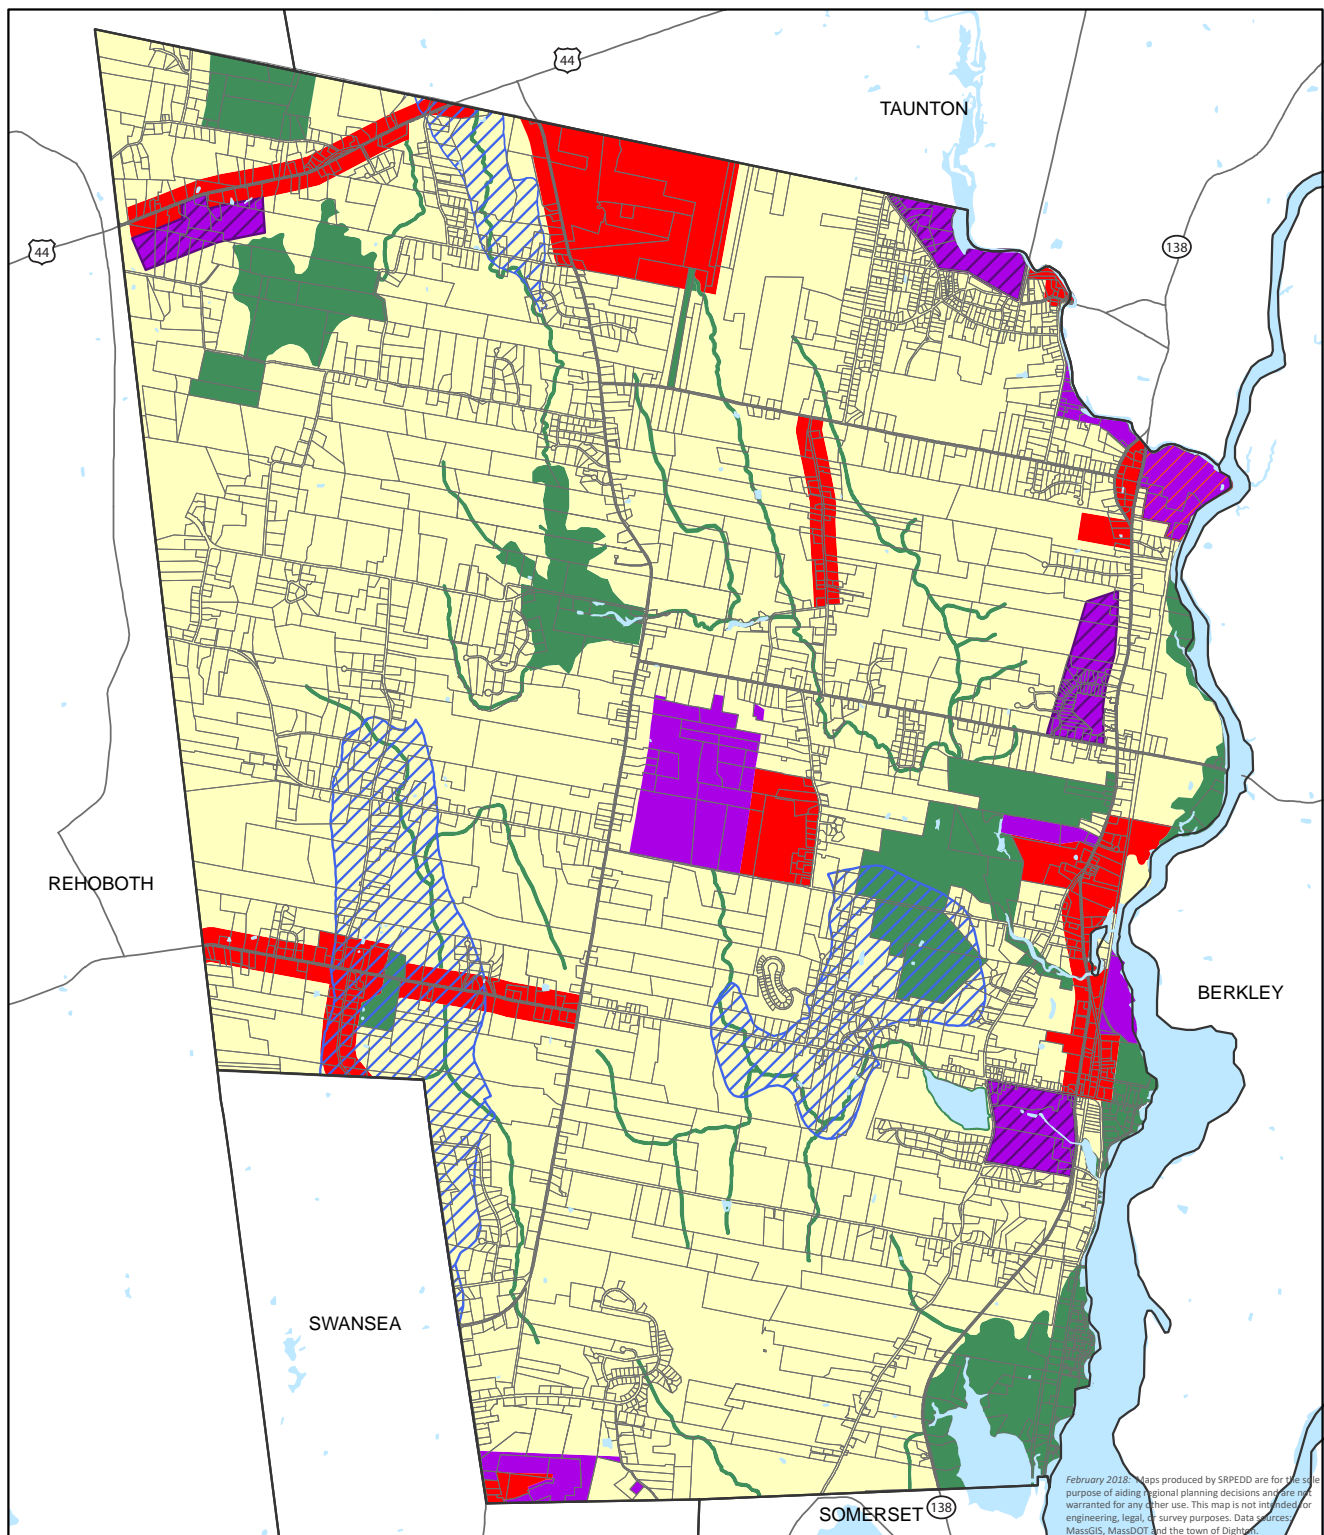 44
TAUNTON
44
138
REHOBOTH
BERKLEY
SWANSEA
February 2018: Maps produced by SRPEDD are for the sole
purpose of aiding regional planning decisions and are not
warranted for any other use. This map is not intended for
engineering, legal, or survey purposes. Data sources:
MassGIS, MassDOT and the town of Dighton.
SOMERSET
138